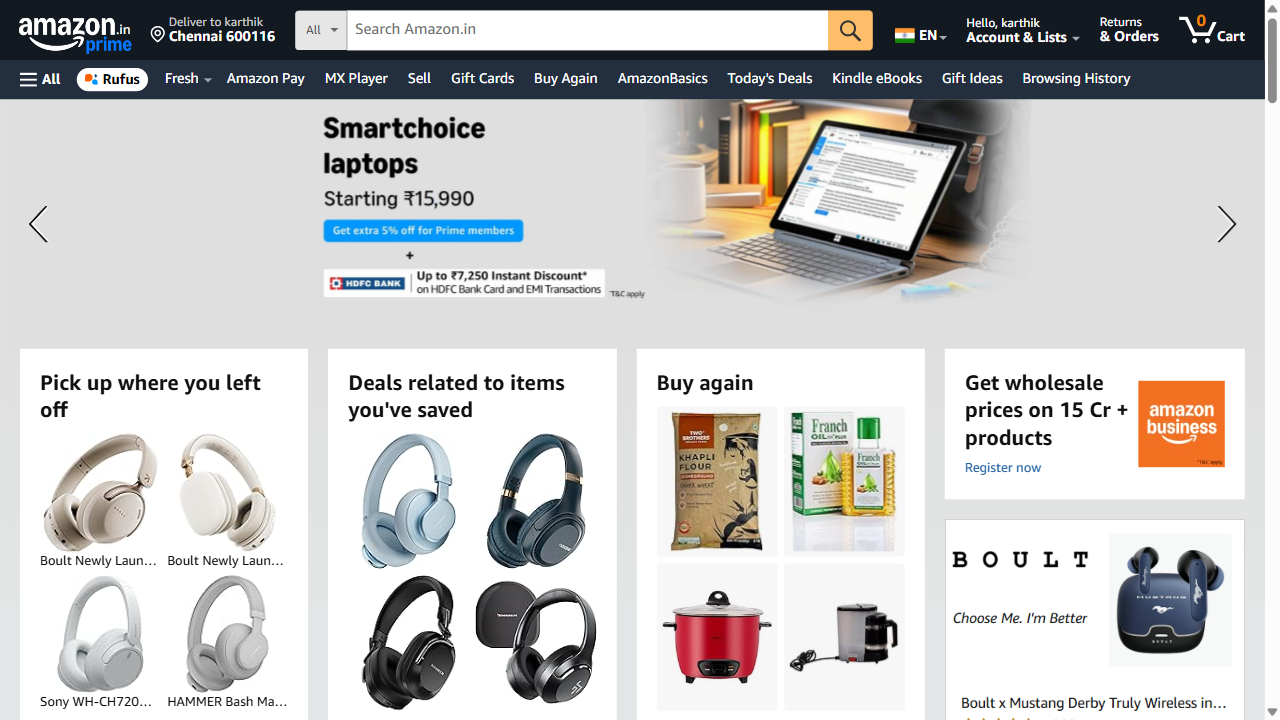 amazon.in
prime
Deliver to karthik
Chennai 600116
All
Search Amazon.in
EN
Hello, karthik
Account & Lists
Returns
& Orders
0
Cart
All
Rufus
Fresh
Amazon Pay
MX Player
Sell
Gift Cards
Buy Again
AmazonBasics
Today's Deals
Kindle eBooks
Gift Ideas
Browsing History
Smartchoice
laptops
Starting ₹15,990
Get extra 5% off for Prime members
+
HDFC BANK
Up to ₹7,250 Instant Discount*
on HDFC Bank Card and EMI Transactions
*T&C apply
Pick up where you left
off
Boult Newly Laun...
Boult Newly Laun...
Sony WH-CH720...
HAMMER Bash Ma...
Deals related to items
you've saved
Buy again
TWO BROTHERS
KHAPLI
FLOUR
Franch
OIL
Franch
OIL
Get wholesale
prices on 15 Cr +
products
Register now
amazon
business
*T&C apply
BOULT
Choose Me. I'm Better
MUSTANG
BOULT
Boult x Mustang Derby Truly Wireless in...